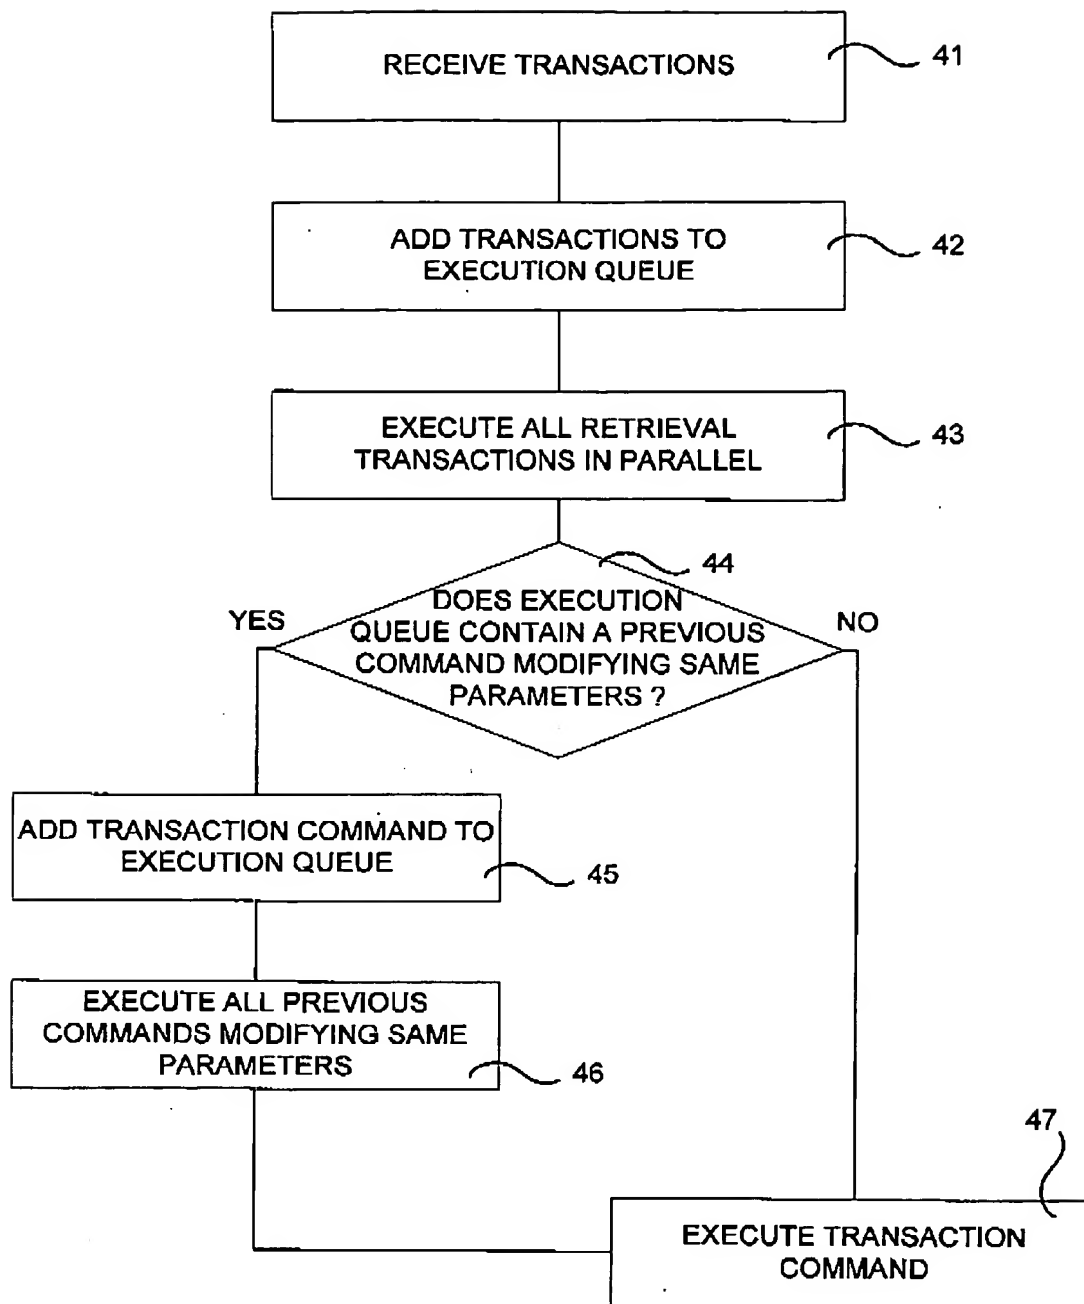 RECEIVE TRANSACTIONS
41
ADD TRANSACTIONS TO
EXECUTION QUEUE
42
EXECUTE ALL RETRIEVAL
TRANSACTIONS IN PARALLEL
43
44
DOES EXECUTION
QUEUE CONTAIN A PREVIOUS
COMMAND MODIFYING SAME
PARAMETERS ?
YES
NO
ADD TRANSACTION COMMAND TO
EXECUTION QUEUE
45
EXECUTE ALL PREVIOUS
COMMANDS MODIFYING SAME
PARAMETERS
46
47
EXECUTE TRANSACTION
COMMAND